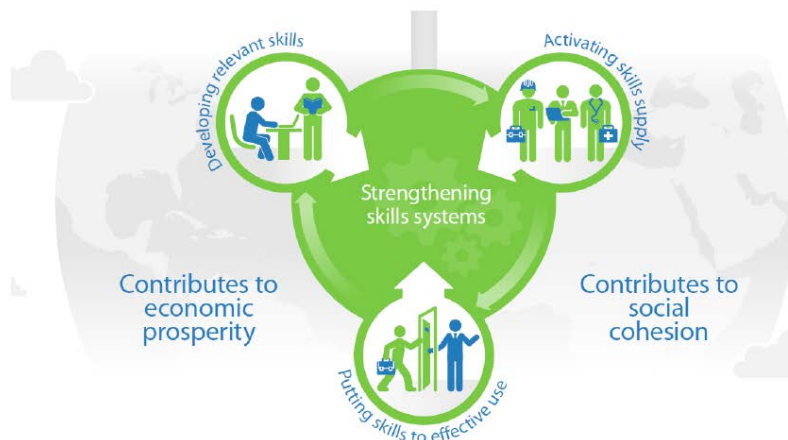 Developing relevant skills
Activating skills supply
Strengthening
skills systems
Contributes to
economic
prosperity
Contributes to
social
cohesion
Putting skills to effective use